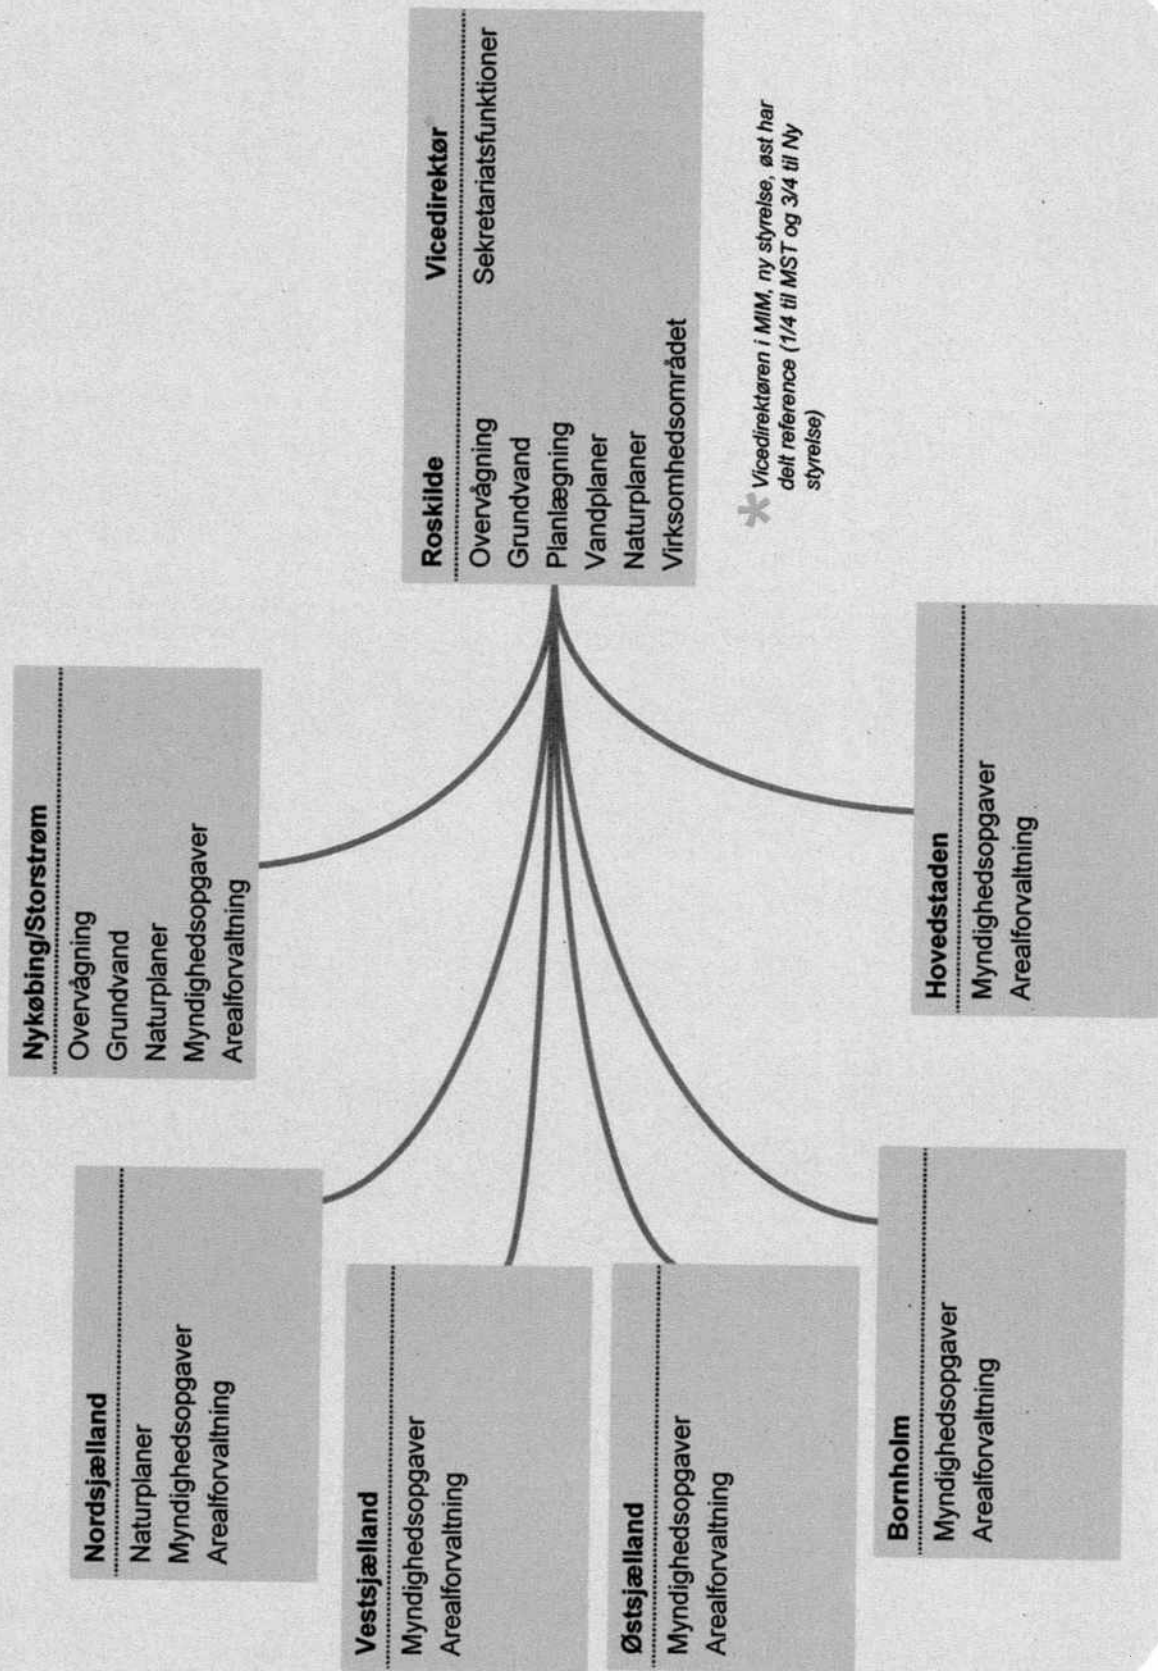 Nykøbing/Storstrøm
Overvågning
Grundvand
Naturplaner
Myndighedsopgaver
Arealforvaltning
Nordsjælland
Naturplaner
Myndighedsopgaver
Arealforvaltning
Vestsjælland
Myndighedsopgaver
Arealforvaltning
Østsjælland
Myndighedsopgaver
Arealforvaltning
Bornholm
Myndighedsopgaver
Arealforvaltning
Hovedstaden
Myndighedsopgaver
Arealforvaltning
Roskilde Vicedirektør
Overvågning Sekretariatsfunktioner
Grundvand
Planlægning
Vandplaner
Naturplaner
Virksomhedsområdet
* Vicedirektøren i MIM, ny styrelse, øst har
delt reference (1/4 til MST og 3/4 til Ny
styrelse)